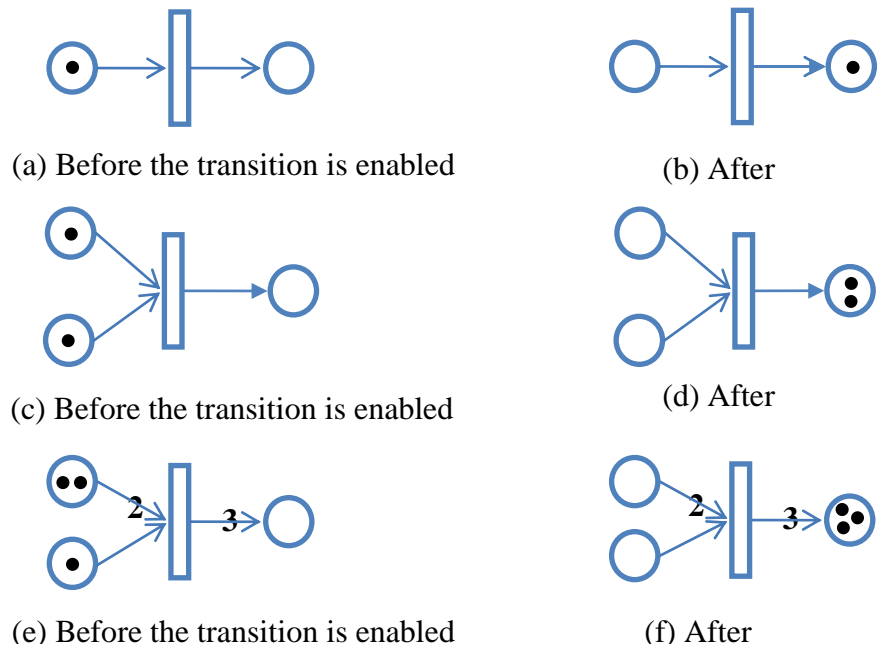 (a) Before the transition is enabled
(b) After
(c) Before the transition is enabled
(d) After
2
3
2
3
(e) Before the transition is enabled
(f) After